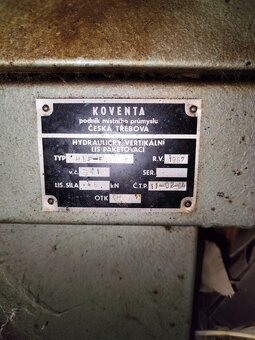 KOVENTA
podnik místního průmyslu
ČESKÁ TŘEBOVÁ
HYDRAULICKÝ VERTIKÁLNÍ
LIS PAKETOVACÍ
TYP R.V.
v.č. SER.
LIS. SÍLA kN Č.T.P.
OTK